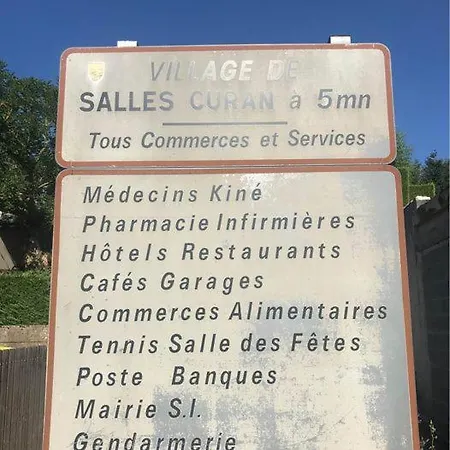 VILLAGE DE
SALLES CURAN à 5mn
Tous Commerces et Services
Médecins Kiné
Pharmacie Infirmières
Hôtels Restaurants
Cafés Garages
Commerces Alimentaires
Tennis Salle des Fêtes
Poste Banques
Mairie S.I.
Gendarmerie